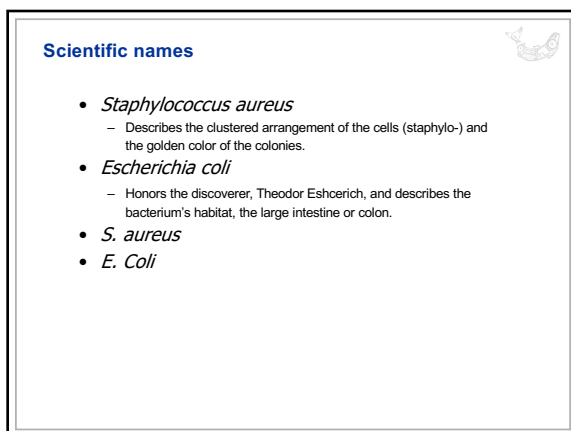 Scientific names
• Staphylococcus aureus
– Describes the clustered arrangement of the cells (staphylo-) and
the golden color of the colonies.
• Escherichia coli
– Honors the discoverer, Theodor Eshcerich, and describes the
bacterium's habitat, the large intestine or colon.
• S. aureus
• E. Coli